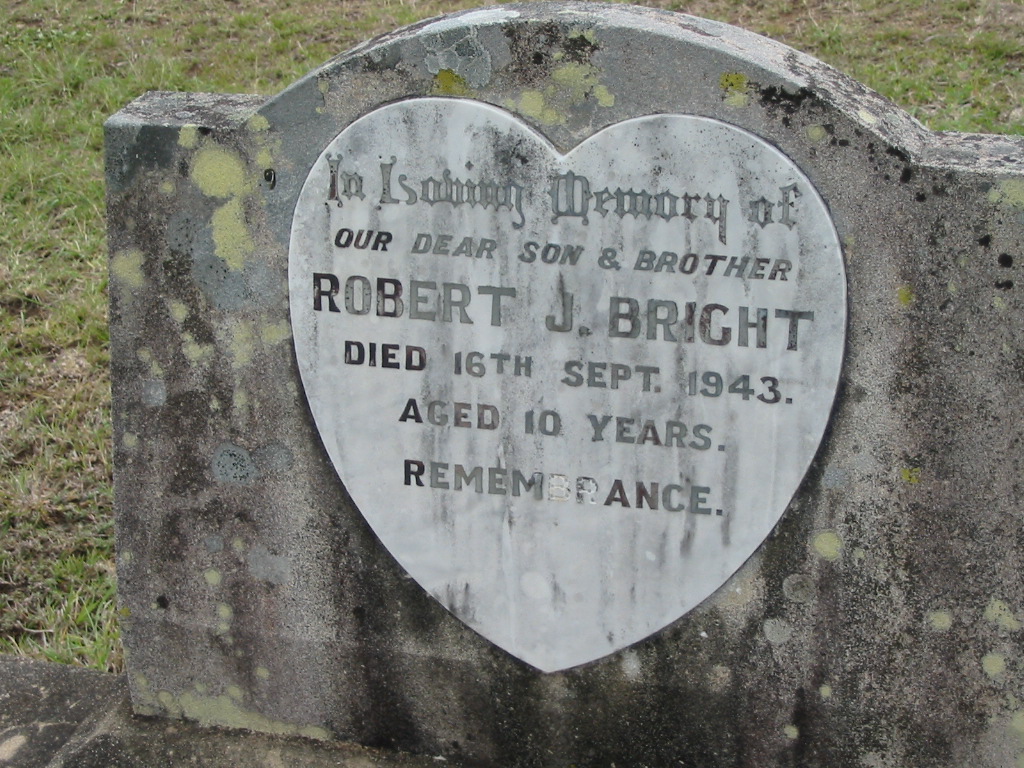 In Loving Memory of
OUR DEAR SON & BROTHER
ROBERT J. BRIGHT
DIED 16TH SEPT. 1943.
AGED 10 YEARS.
REMEMBRANCE.